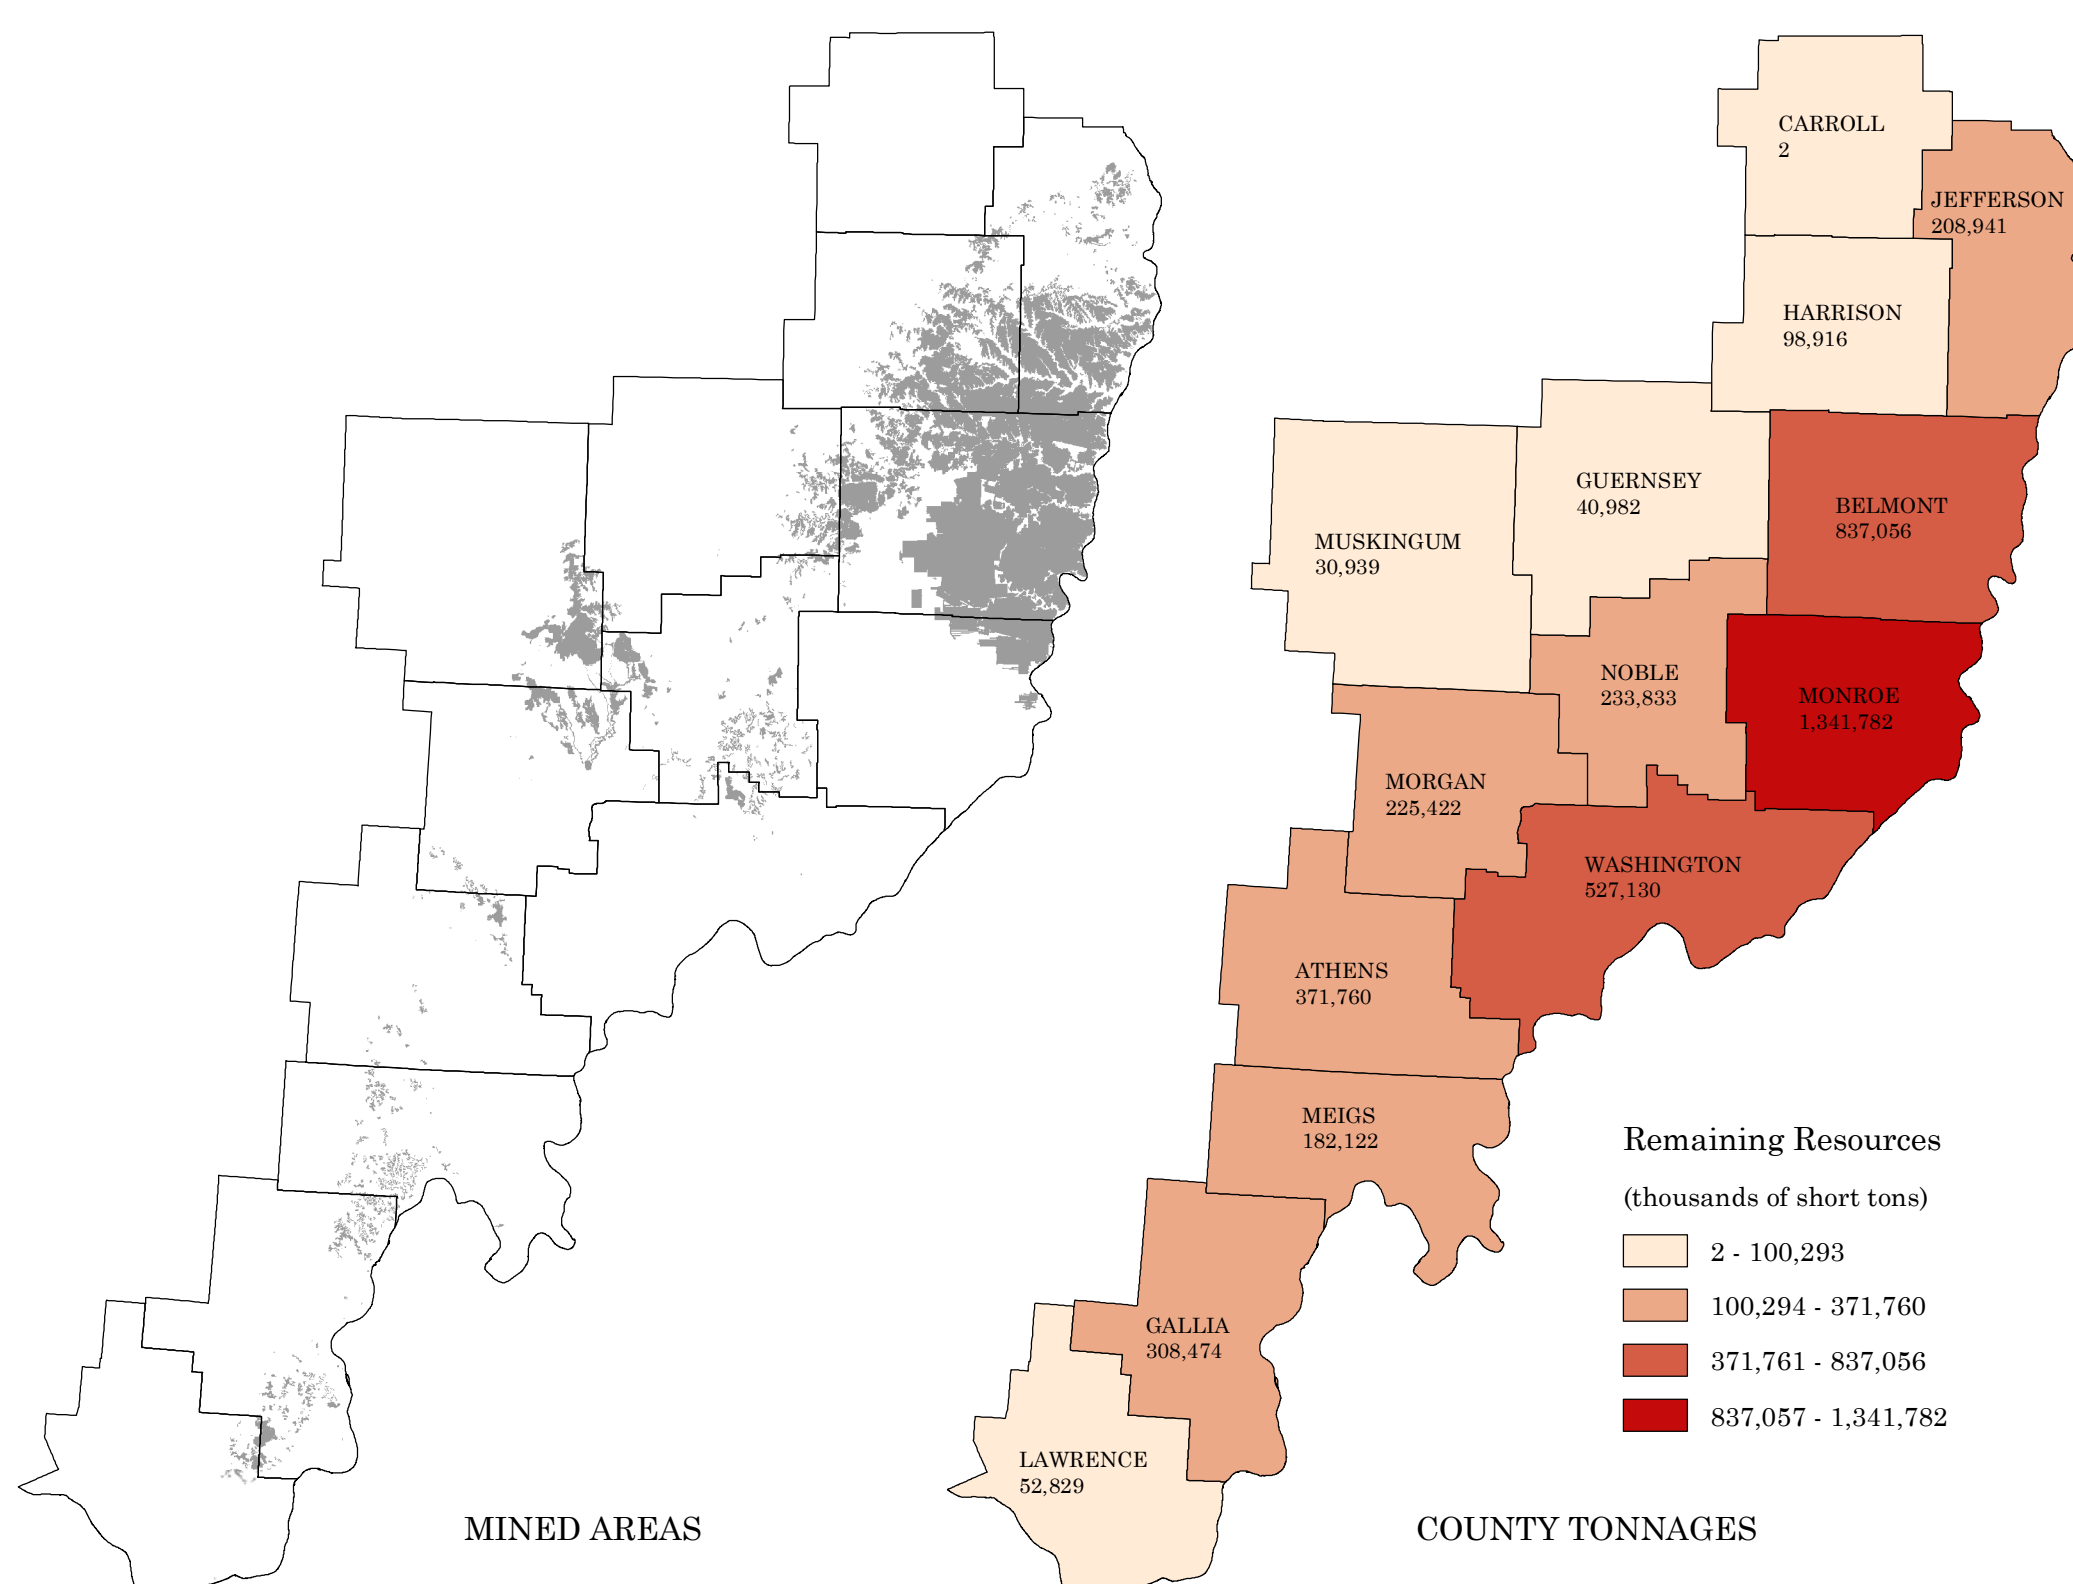 CARROLL
2
JEFFERSON
208,941
HARRISON
98,916
GUERNSEY
40,982
BELMONT
837,056
MUSKINGUM
30,939
NOBLE
233,833
MONROE
1,341,782
MORGAN
225,422
WASHINGTON
527,130
ATHENS
371,760
MEIGS
182,122
GALLIA
308,474
LAWRENCE
52,829
Remaining Resources
(thousands of short tons)
2 - 100,293
100,294 - 371,760
371,761 - 837,056
837,057 - 1,341,782
MINED AREAS
COUNTY TONNAGES